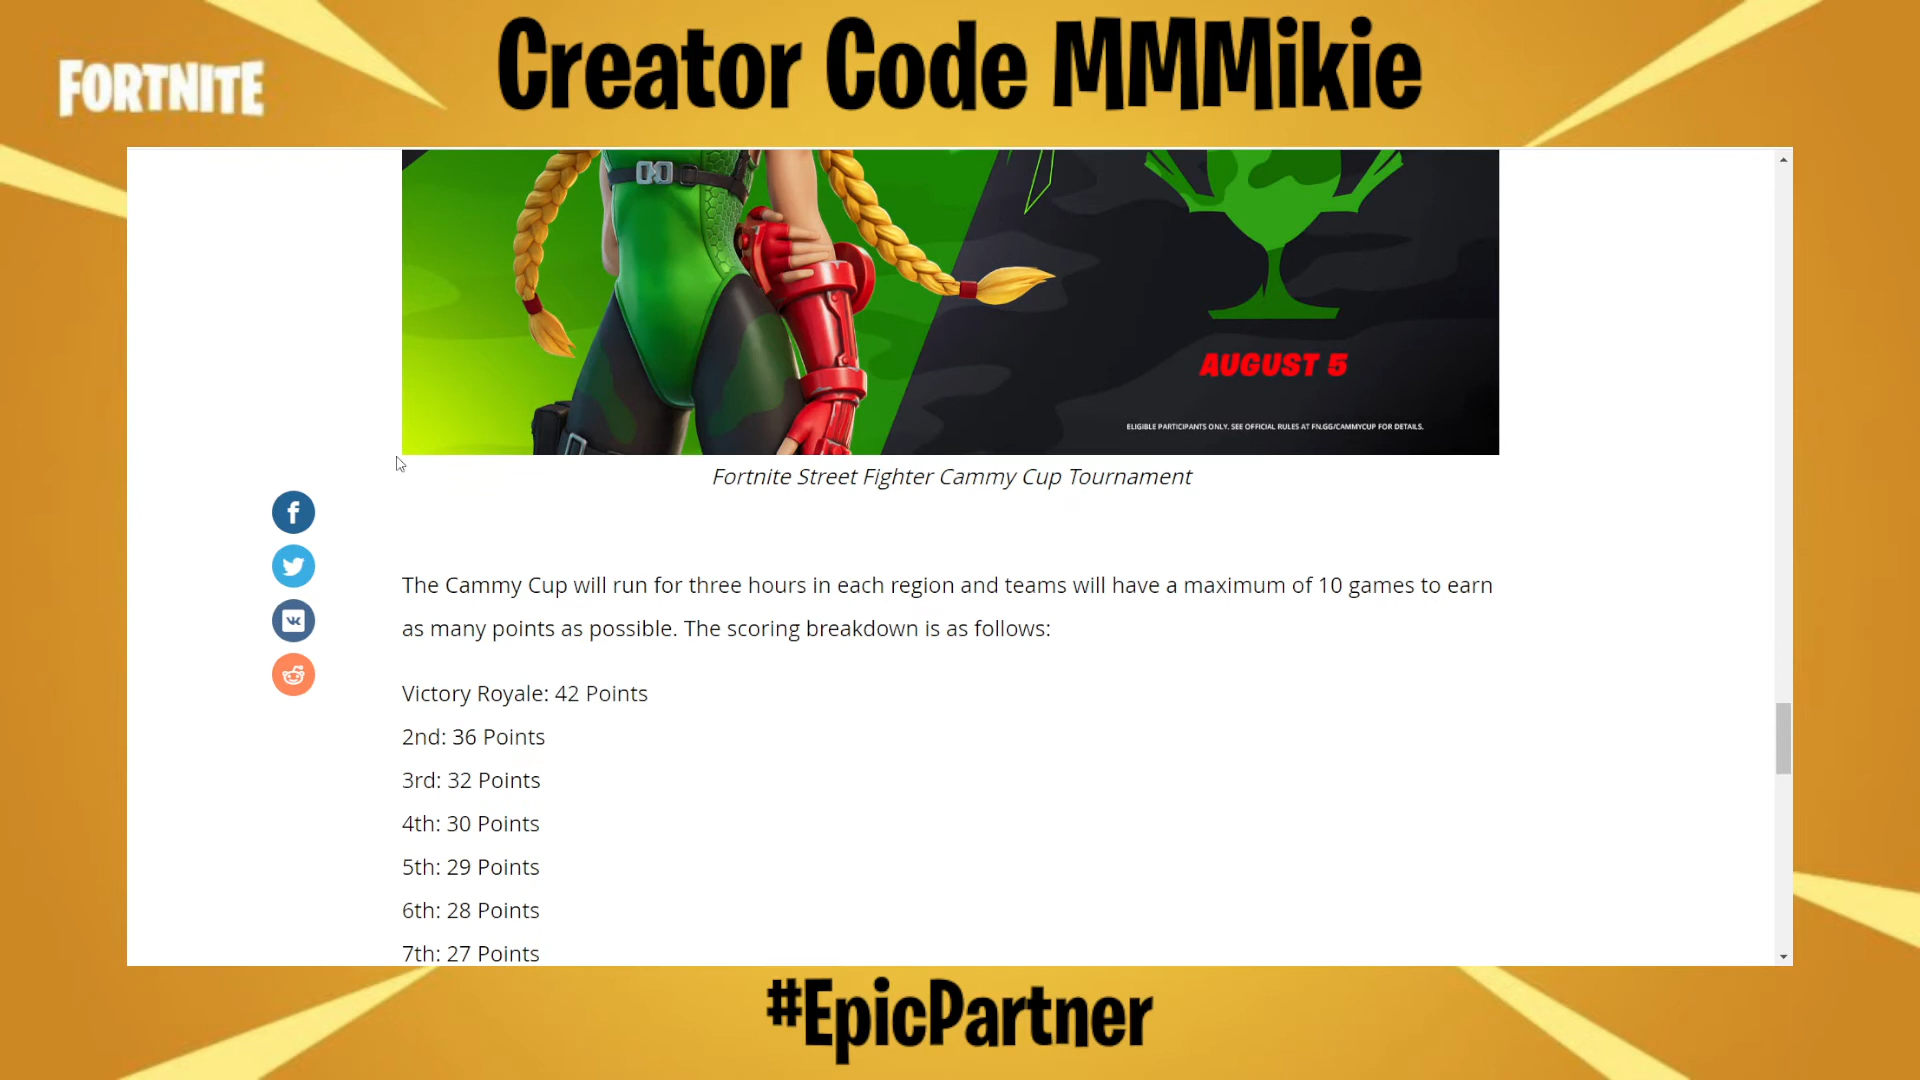 Creator Code MMMikie
FORTNITE
AUGUST 5
ELIGIBLE PARTICIPANTS ONLY. SEE OFFICIAL RULES AT FN.GG/CAMMYCUP FOR DETAILS.
Fortnite Street Fighter Cammy Cup Tournament
The Cammy Cup will run for three hours in each region and teams will have a maximum of 10 games to earn
as many points as possible. The scoring breakdown is as follows:
Victory Royale: 42 Points
2nd: 36 Points
3rd: 32 Points
4th: 30 Points
5th: 29 Points
6th: 28 Points
7th: 27 Points
#EpicPartner